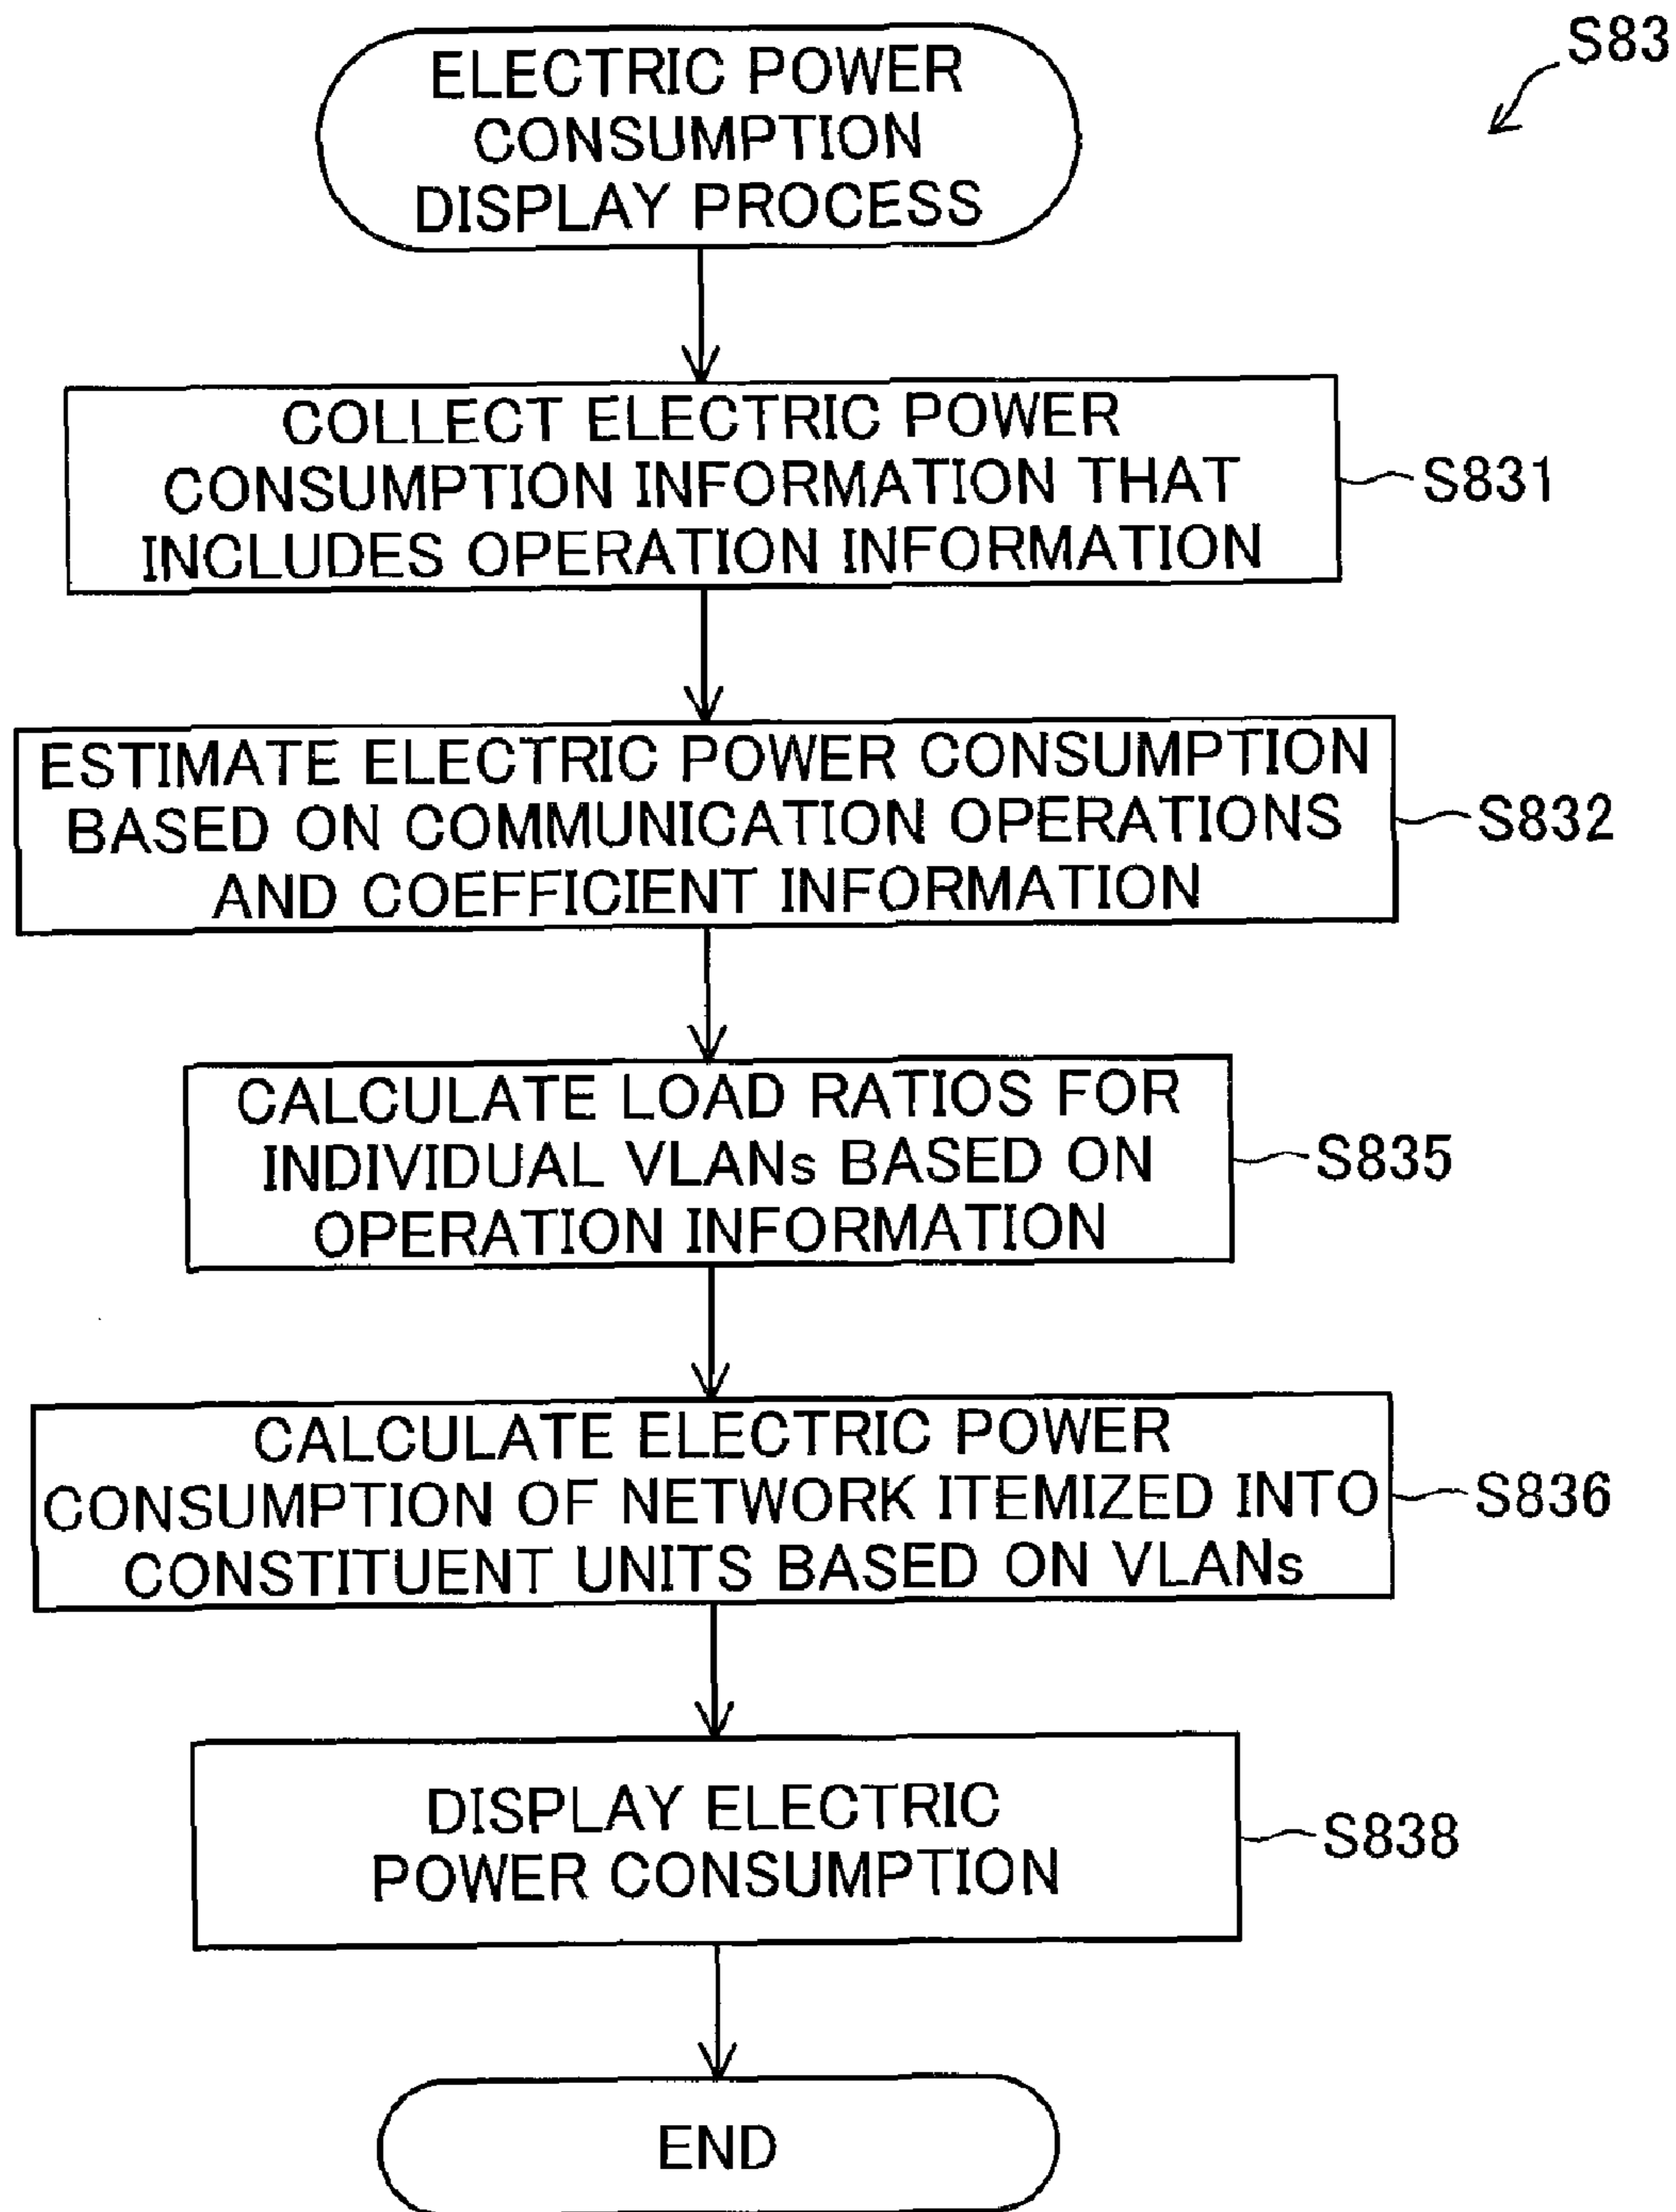 S83
ELECTRIC POWER
CONSUMPTION
DISPLAY PROCESS
COLLECT ELECTRIC POWER
CONSUMPTION INFORMATION THAT
INCLUDES OPERATION INFORMATION
S831
ESTIMATE ELECTRIC POWER CONSUMPTION
BASED ON COMMUNICATION OPERATIONS
AND COEFFICIENT INFORMATION
S832
CALCULATE LOAD RATIOS FOR
INDIVIDUAL VLANs BASED ON
OPERATION INFORMATION
S835
CALCULATE ELECTRIC POWER
CONSUMPTION OF NETWORK ITEMIZED INTO
CONSTITUENT UNITS BASED ON VLANs
S836
DISPLAY ELECTRIC
POWER CONSUMPTION
S838
END